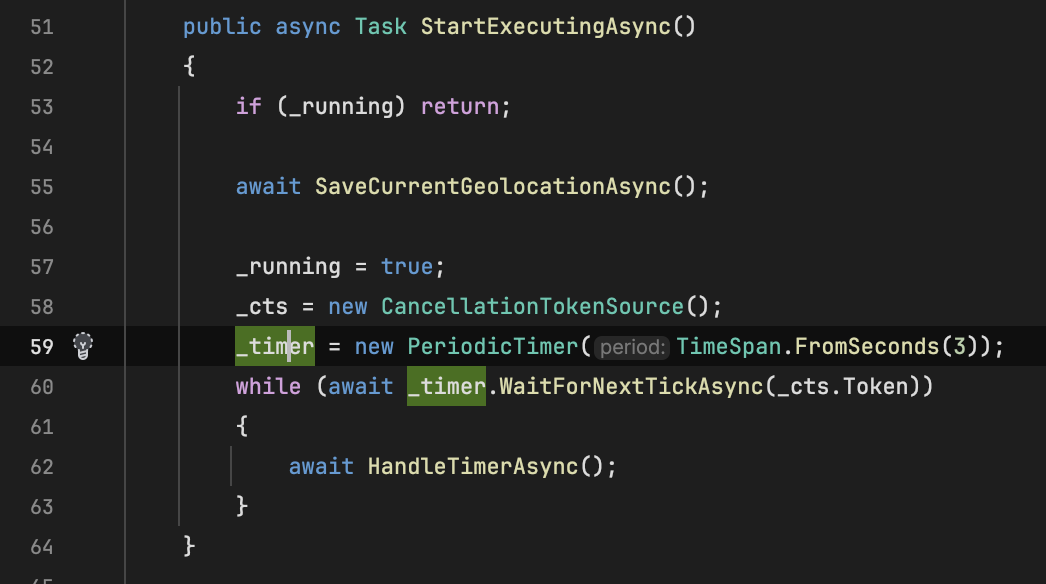 51 public async Task StartExecutingAsync()
52 {
53 if (_running) return;
54
55 await SaveCurrentGeolocationAsync();
56
57 _running = true;
58 _cts = new CancellationTokenSource();
59 _timer = new PeriodicTimer( period: TimeSpan.FromSeconds(3));
60 while (await _timer.WaitForNextTickAsync(_cts.Token))
61 {
62 await HandleTimerAsync();
63 }
64 }